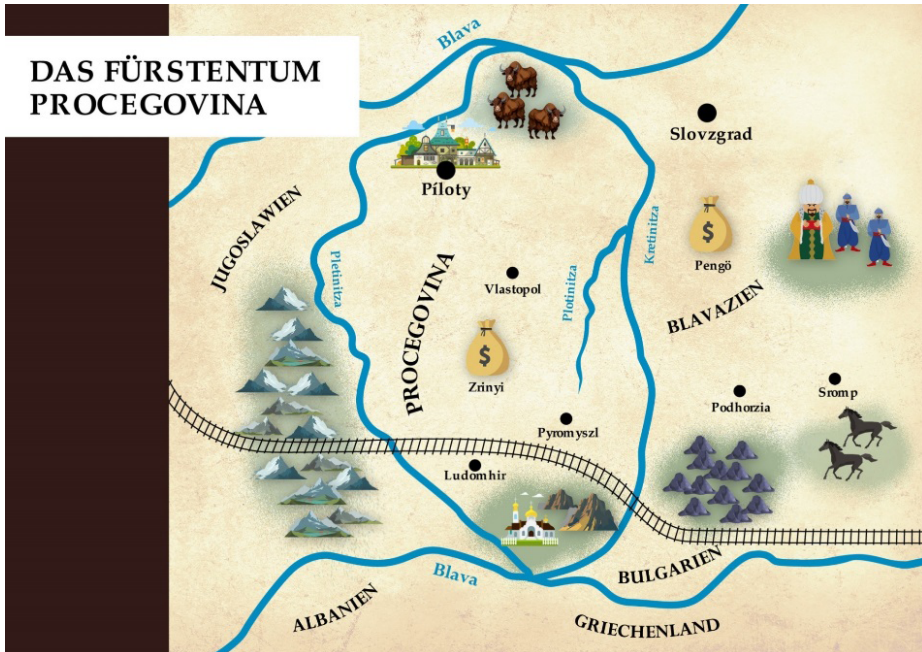 DAS FÜRSTENTUM
PROCEGOVINA
Blava
Slovzgrad
Píloty
JUGOSLAWIEN
Pletinitza
PROCEGOVINA
Vlastopol
Plotinitza
Kretinitza
$
Pengö
BLAVAZIEN
$
Zrinyi
Podhorzia
Sromp
Pyromyszl
Ludomhir
Blava
BULGARIEN
ALBANIEN
GRIECHENLAND